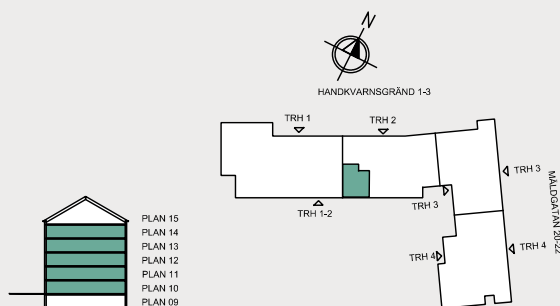 N
HANDKVARNSGRÄND 1-3
TRH 1
TRH 2
TRH 3
MÄLDGATAN 20-22
TRH 3
TRH 1-2
TRH 4
TRH 4
PLAN 15
PLAN 14
PLAN 13
PLAN 12
PLAN 11
PLAN 10
PLAN 09